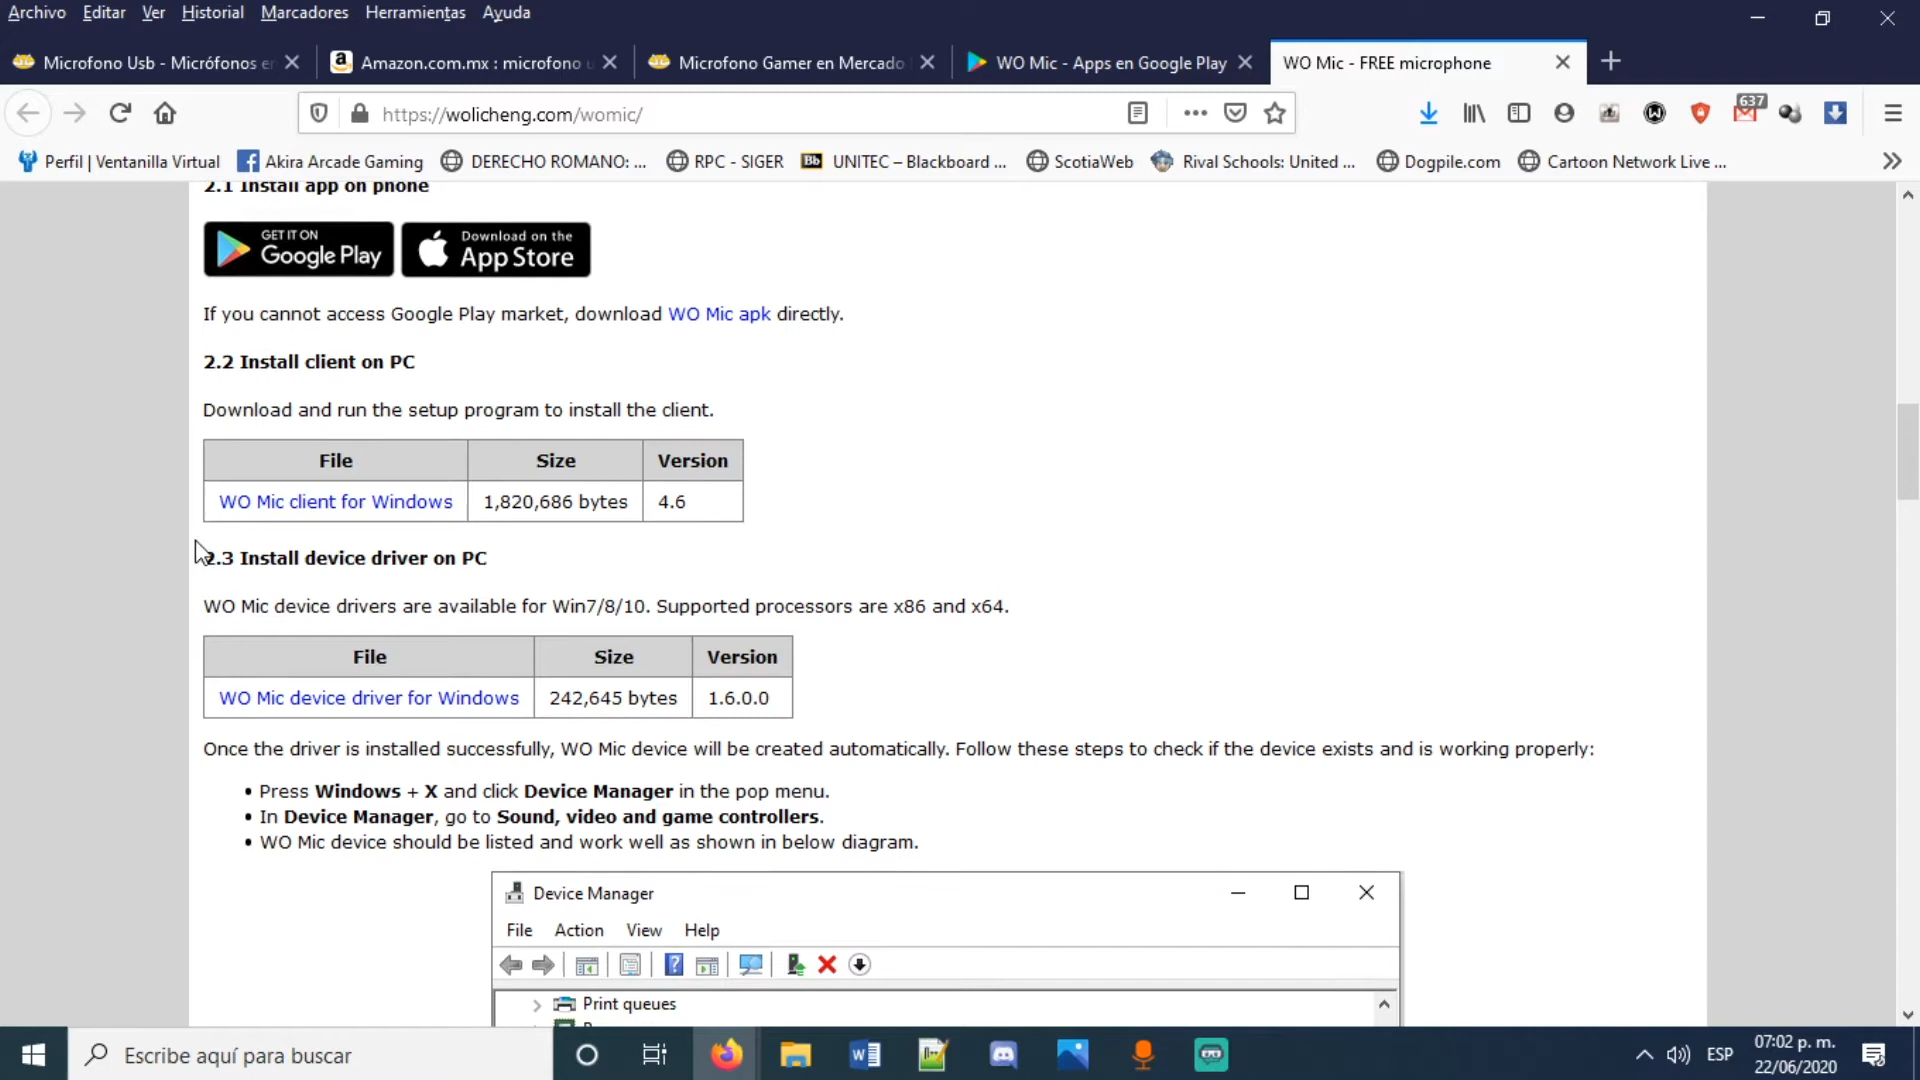 Archivo Editar Ver Historial Marcadores Herramientas Ayuda
Microfono Usb - Micrófonos en
Amazon.com.mx : microfono u
Microfono Gamer en Mercado
WO Mic - Apps en Google Play
WO Mic - FREE microphone
https://wolicheng.com/womic/
637
Perfil | Ventanilla Virtual
Akira Arcade Gaming
DERECHO ROMANO: ...
RPC - SIGER
Bb UNITEC – Blackboard ...
ScotiaWeb
Rival Schools: United ...
Dogpile.com
Cartoon Network Live ...
2.1 Install app on phone
GET IT ON
Google Play
Download on the
App Store
If you cannot access Google Play market, download WO Mic apk directly.
2.2 Install client on PC
Download and run the setup program to install the client.
File Size Version
WO Mic client for Windows 1,820,686 bytes 4.6
2.3 Install device driver on PC
WO Mic device drivers are available for Win7/8/10. Supported processors are x86 and x64.
File Size Version
WO Mic device driver for Windows 242,645 bytes 1.6.0.0
Once the driver is installed successfully, WO Mic device will be created automatically. Follow these steps to check if the device exists and is working properly:
• Press Windows + X and click Device Manager in the pop menu.
• In Device Manager, go to Sound, video and game controllers.
• WO Mic device should be listed and work well as shown in below diagram.
Device Manager
File Action View Help
Print queues
Escribe aquí para buscar
ESP
07:02 p. m.
22/06/2020